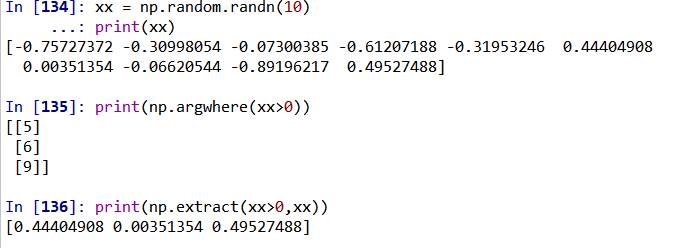 In [134]: xx = np.random.randn(10)
...: print(xx)
[-0.75727372 -0.30998054 -0.07300385 -0.61207188 -0.31953246 0.44404908
0.00351354 -0.06620544 -0.89196217 0.49527488]
In [135]: print(np.argwhere(xx>0))
[[5]
[6]
[9]]
In [136]: print(np.extract(xx>0,xx))
[0.44404908 0.00351354 0.49527488]